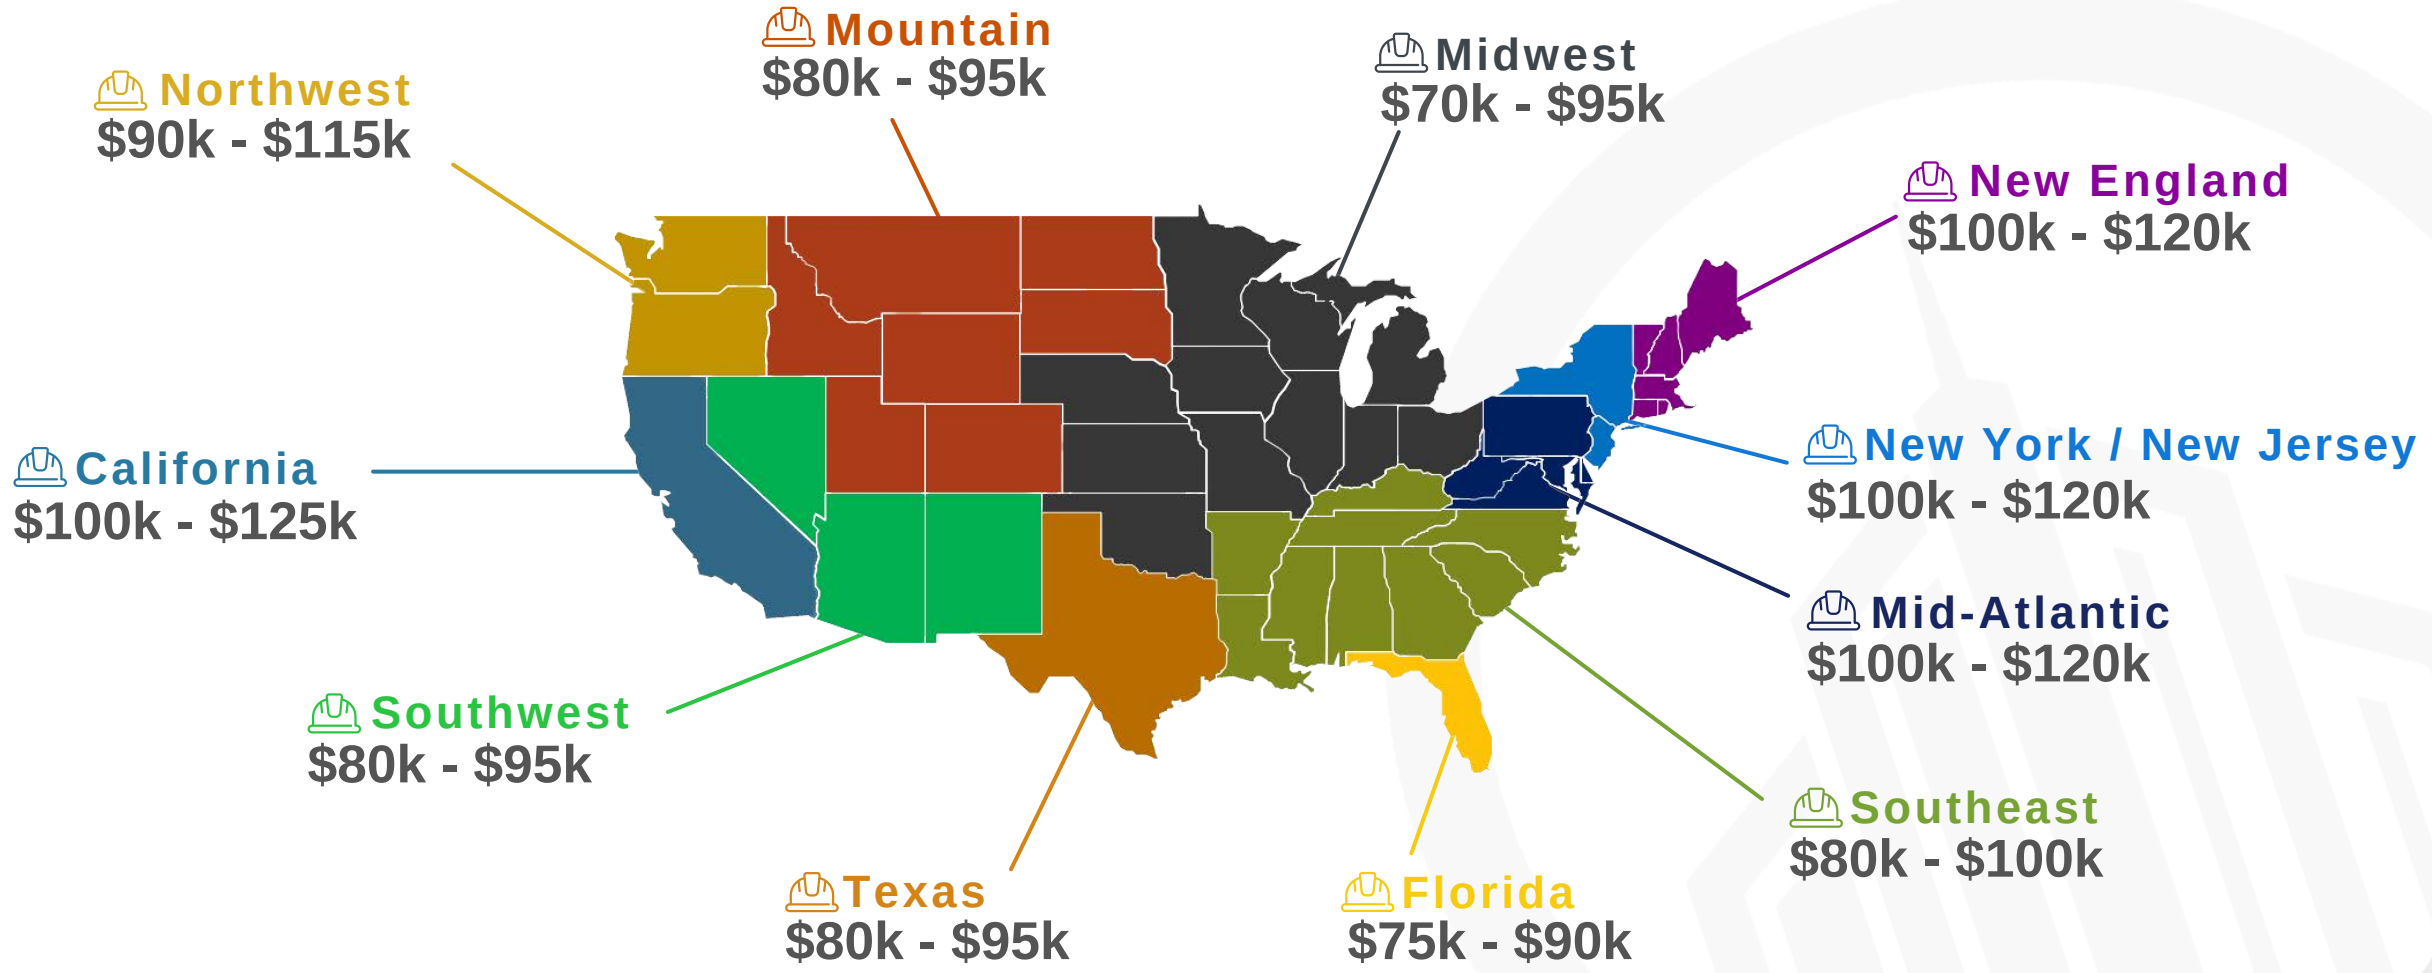 Mountain
$80k - $95k
Midwest
$70k - $95k
Northwest
$90k - $115k
New England
$100k - $120k
California
$100k - $125k
New York / New Jersey
$100k - $120k
Mid-Atlantic
$100k - $120k
Southwest
$80k - $95k
Southeast
$80k - $100k
Texas
$80k - $95k
Florida
$75k - $90k